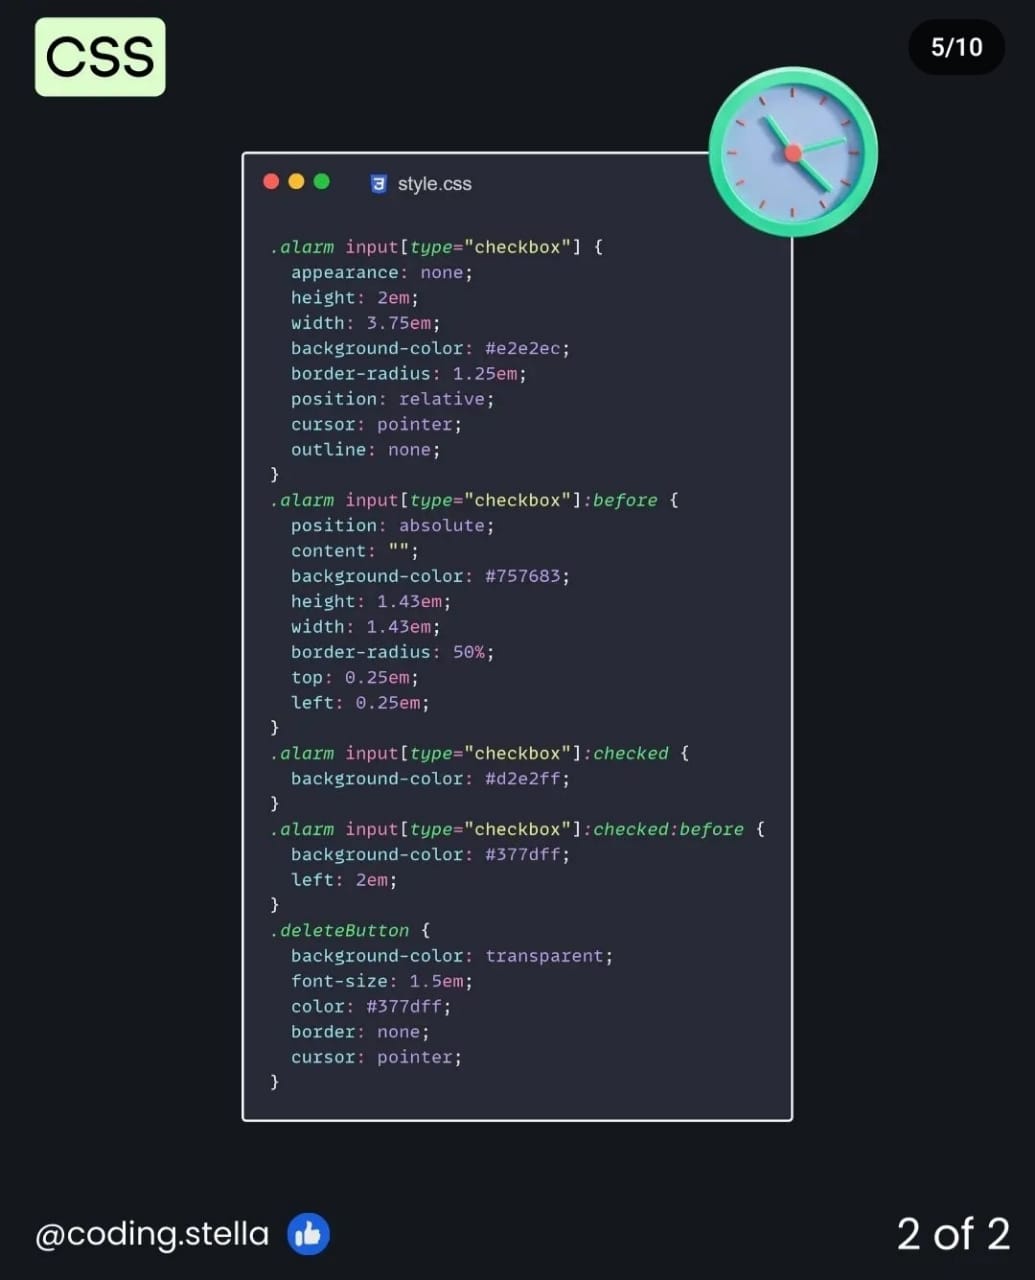 CSS
5/10
style.css
.alarm input[type="checkbox"] {
  appearance: none;
  height: 2em;
  width: 3.75em;
  background-color: #e2e2ec;
  border-radius: 1.25em;
  position: relative;
  cursor: pointer;
  outline: none;
}
.alarm input[type="checkbox"]:before {
  position: absolute;
  content: "";
  background-color: #757683;
  height: 1.43em;
  width: 1.43em;
  border-radius: 50%;
  top: 0.25em;
  left: 0.25em;
}
.alarm input[type="checkbox"]:checked {
  background-color: #d2e2ff;
}
.alarm input[type="checkbox"]:checked:before {
  background-color: #377dff;
  left: 2em;
}
.deleteButton {
  background-color: transparent;
  font-size: 1.5em;
  color: #377dff;
  border: none;
  cursor: pointer;
}
@coding.stella
2 of 2